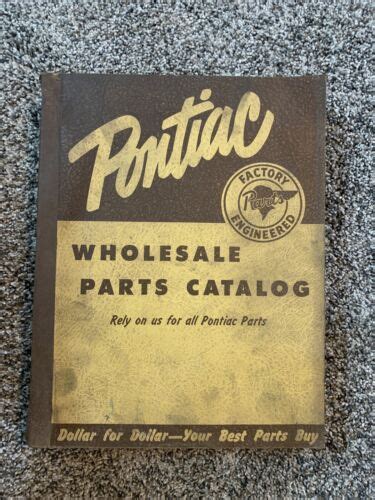 Pontiac
FACTORY
Parts
ENGINEERED
WHOLESALE
PARTS CATALOG
Rely on us for all Pontiac Parts
Dollar for Dollar—Your Best Parts Buy